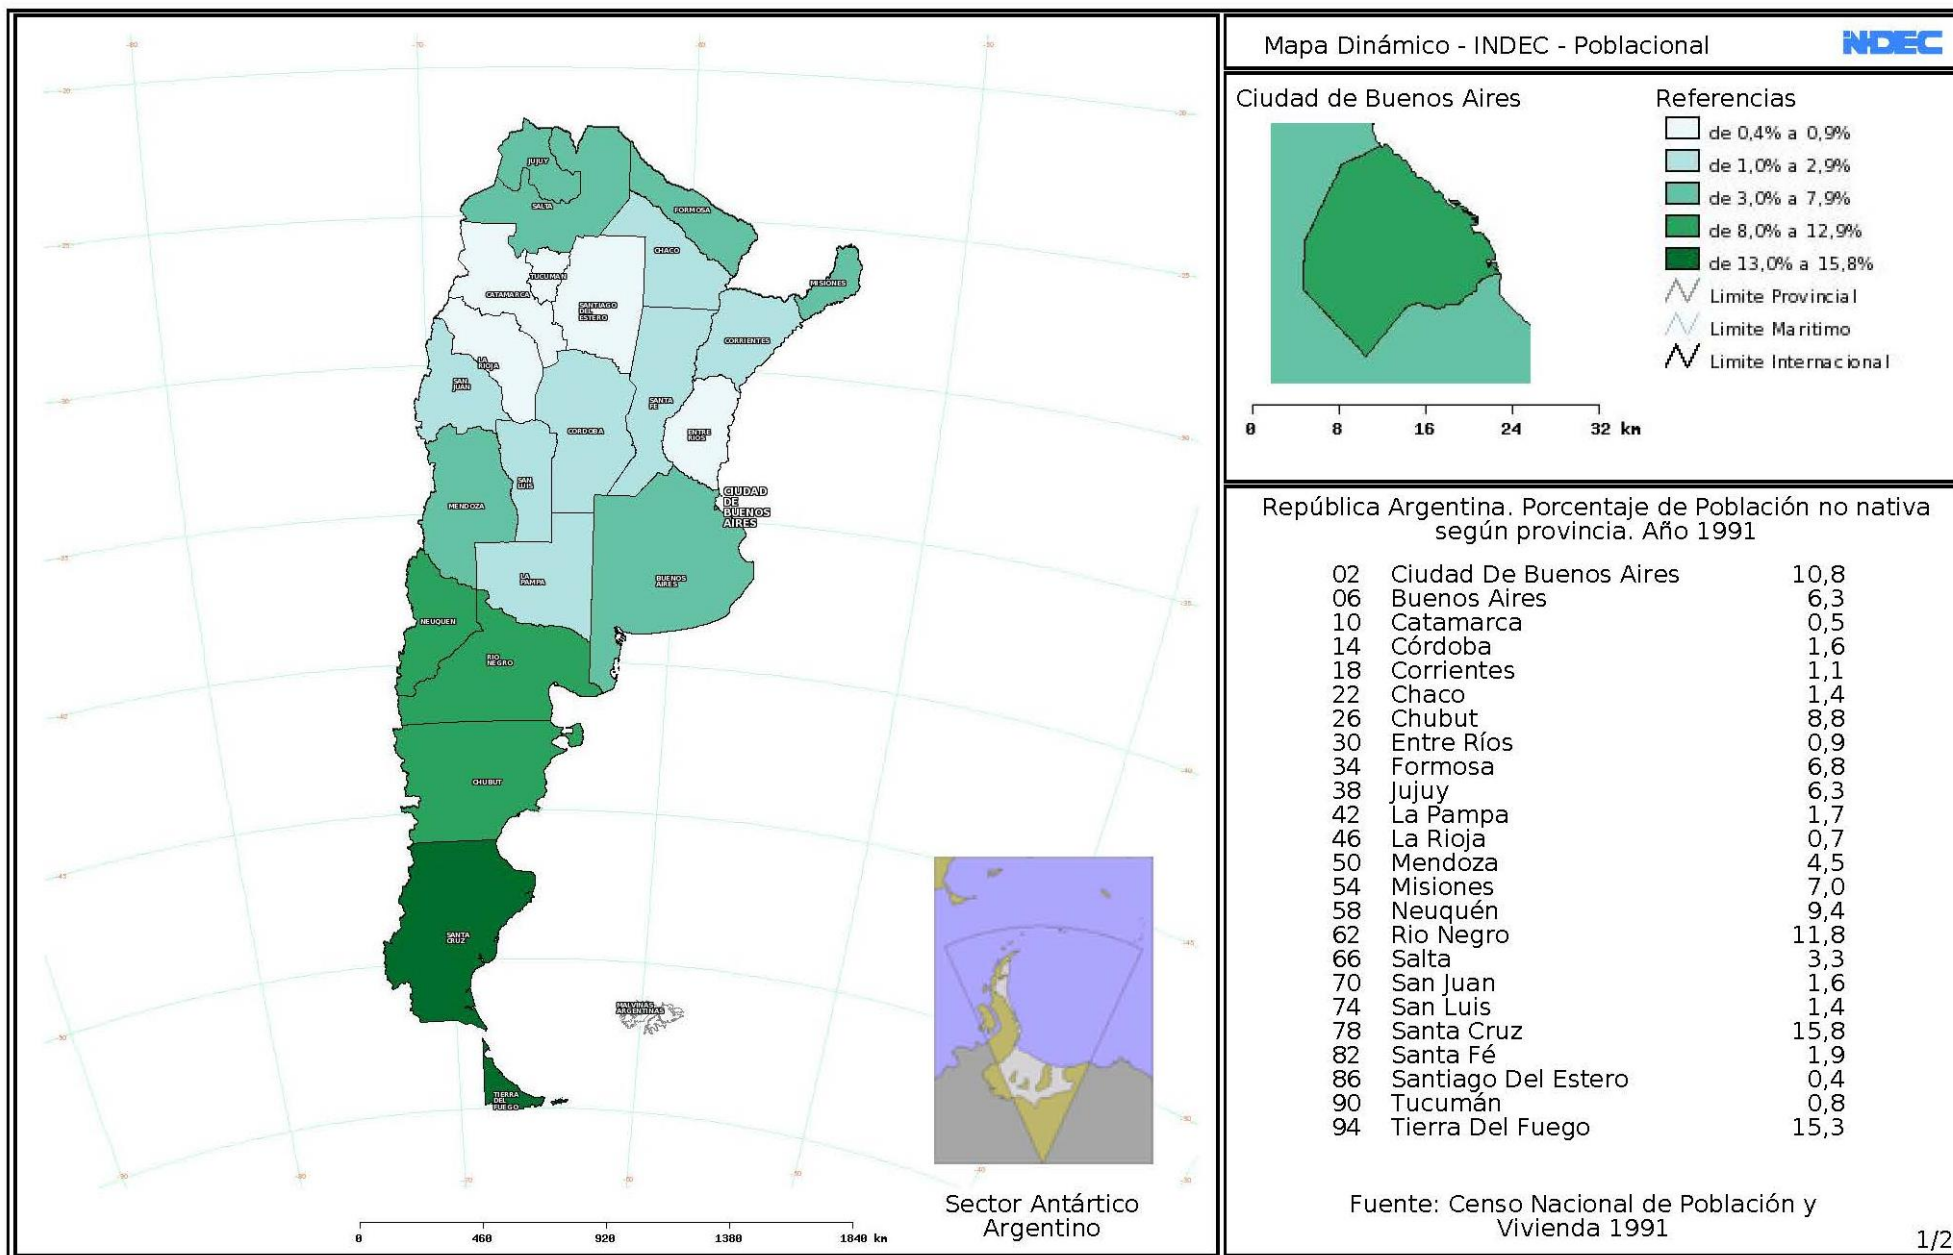 Mapa Dinámico - INDEC - Poblacional
INDEC
Ciudad de Buenos Aires
Referencias
de 0,4% a 0,9%
de 1,0% a 2,9%
de 3,0% a 7,9%
de 8,0% a 12,9%
de 13,0% a 15,8%
Limite Provincial
Limite Maritimo
Limite Internacional
0 8 16 24 32 km
República Argentina. Porcentaje de Población no nativa
según provincia. Año 1991
02 Ciudad De Buenos Aires 10,8
06 Buenos Aires 6,3
10 Catamarca 0,5
14 Córdoba 1,6
18 Corrientes 1,1
22 Chaco 1,4
26 Chubut 8,8
30 Entre Ríos 0,9
34 Formosa 6,8
38 Jujuy 6,3
42 La Pampa 1,7
46 La Rioja 0,7
50 Mendoza 4,5
54 Misiones 7,0
58 Neuquén 9,4
62 Rio Negro 11,8
66 Salta 3,3
70 San Juan 1,6
74 San Luis 1,4
78 Santa Cruz 15,8
82 Santa Fé 1,9
86 Santiago Del Estero 0,4
90 Tucumán 0,8
94 Tierra Del Fuego 15,3
Fuente: Censo Nacional de Población y
Vivienda 1991
1/2
JUJUY
SALTA
FORMOSA
CHACO
MISIONES
TUCUMAN
CATAMARCA
SANTIAGO
DEL
ESTERO
CORRIENTES
LA
RIOJA
SAN
JUAN
SANTA
FE
CORDOBA
ENTRE
RIOS
SAN
LUIS
MENDOZA
CIUDAD
DE
BUENOS
AIRES
LA
PAMPA
BUENOS
AIRES
NEUQUEN
RIO
NEGRO
CHUBUT
SANTA
CRUZ
MALVINAS
ARGENTINAS
TIERRA
DEL
FUEGO
Sector Antártico
Argentino
0 460 920 1380 1840 km